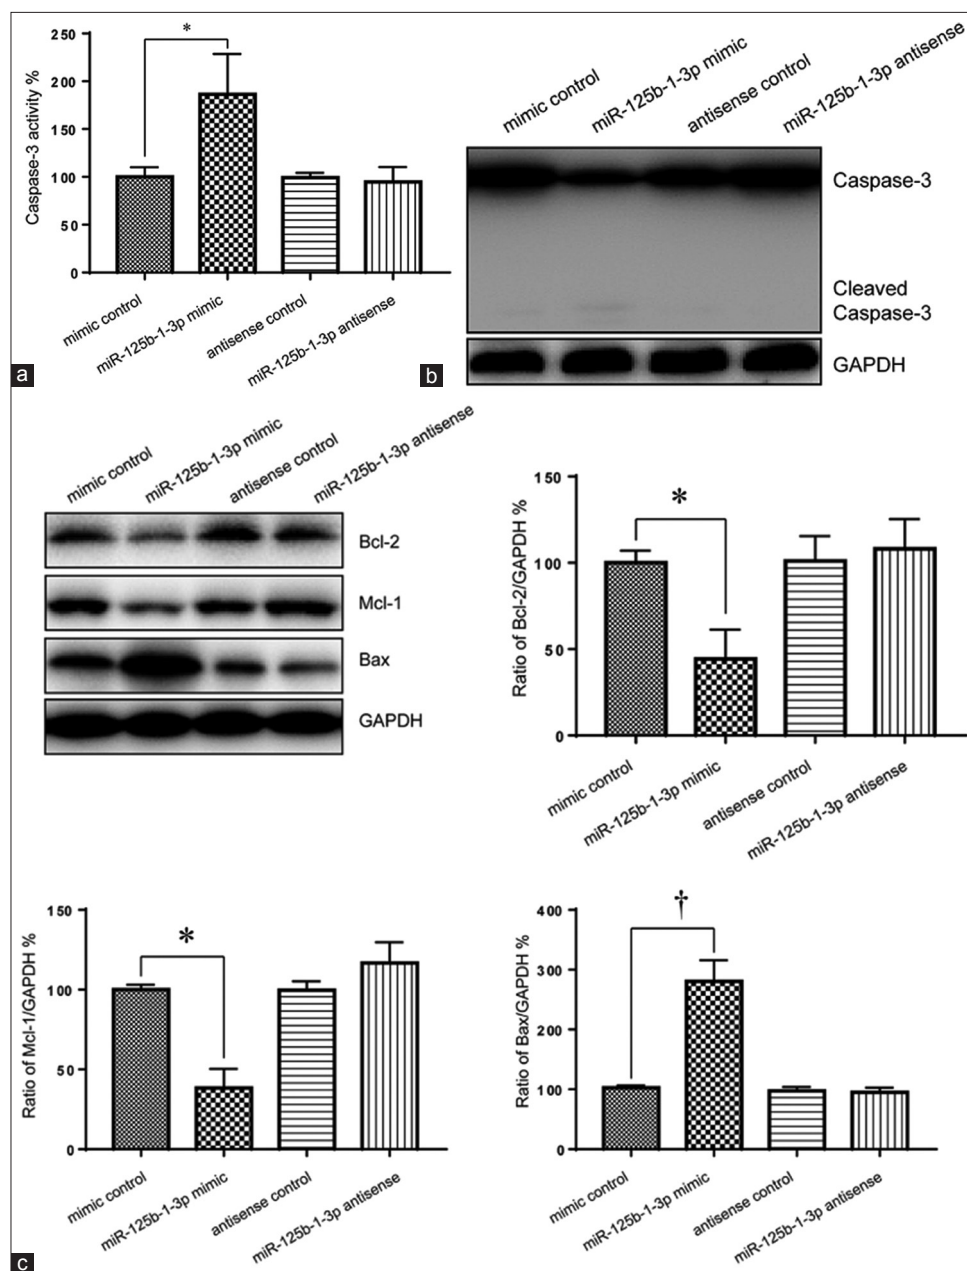 *
250
200
150
100
50
0
Caspase-3 activity %
mimic control
miR-125b-1-3p mimic
antisense control
miR-125b-1-3p antisense
a
mimic control
miR-125b-1-3p mimic
antisense control
miR-125b-1-3p antisense
Caspase-3
Cleaved
Caspase-3
GAPDH
b
mimic control
miR-125b-1-3p mimic
antisense control
miR-125b-1-3p antisense
Bcl-2
Mcl-1
Bax
GAPDH
*
150
100
50
0
Ratio of Bcl-2/GAPDH %
mimic control
miR-125b-1-3p mimic
antisense control
miR-125b-1-3p antisense
*
150
100
50
0
Ratio of Mcl-1/GAPDH %
mimic control
miR-125b-1-3p mimic
antisense control
miR-125b-1-3p antisense
†
400
300
200
100
0
Ratio of Bax/GAPDH %
mimic control
miR-125b-1-3p mimic
antisense control
miR-125b-1-3p antisense
c